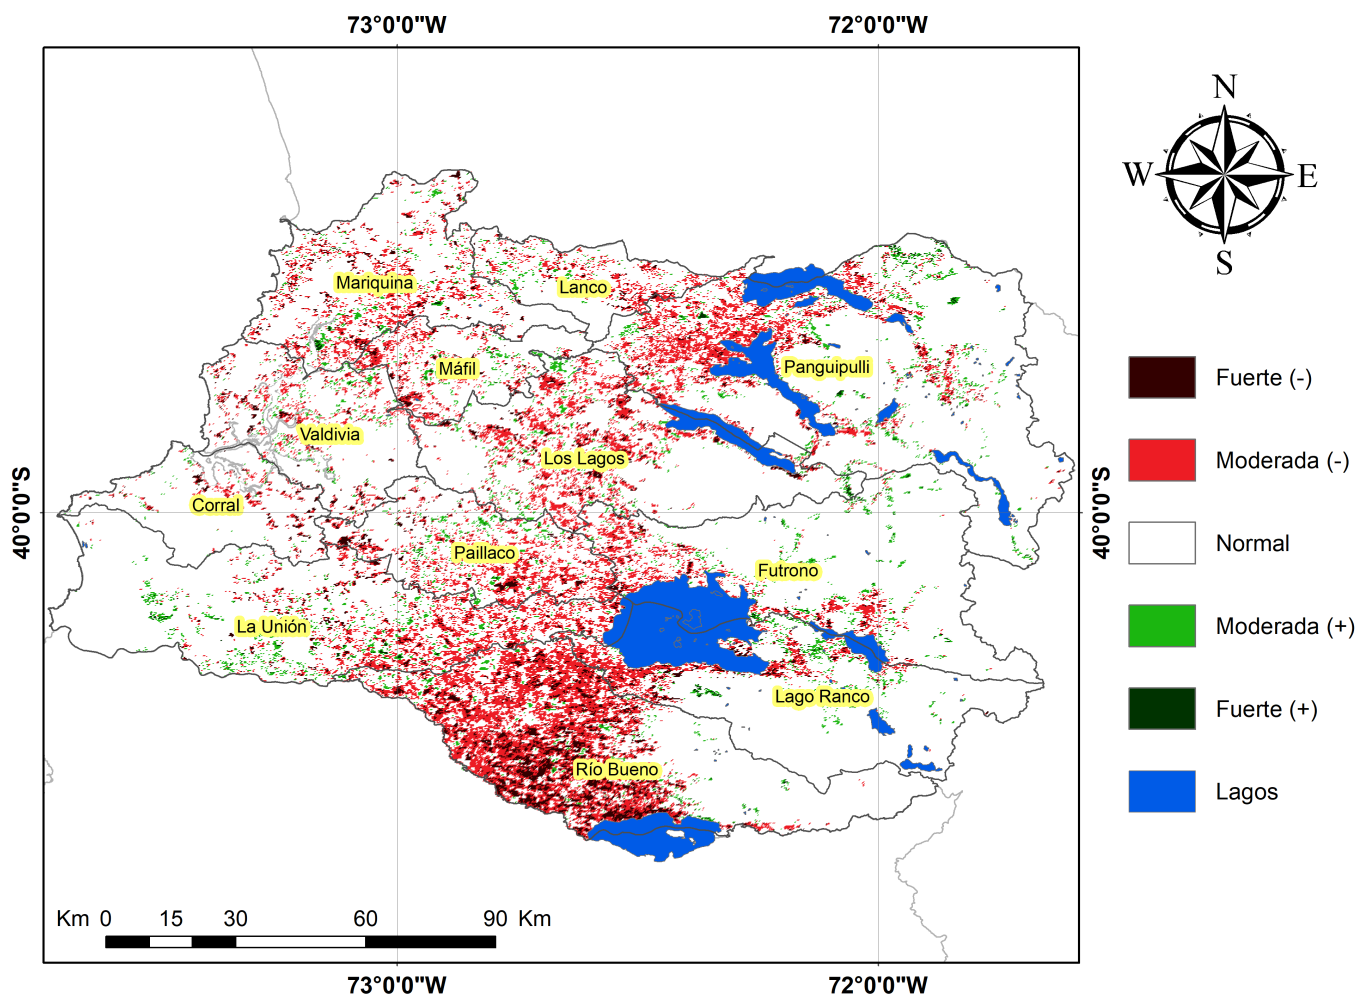 73°0'0"W 72°0'0"W
N
W E
S
Mariquina
Lanco
Máfil
Panguipulli
Valdivia
Los Lagos
Corral
40°0'0"S 40°0'0"S
Paillaco
Futrono
La Unión
Lago Ranco
Río Bueno
Fuerte (-)
Moderada (-)
Normal
Moderada (+)
Fuerte (+)
Lagos
Km 0 15 30 60 90 Km
73°0'0"W 72°0'0"W